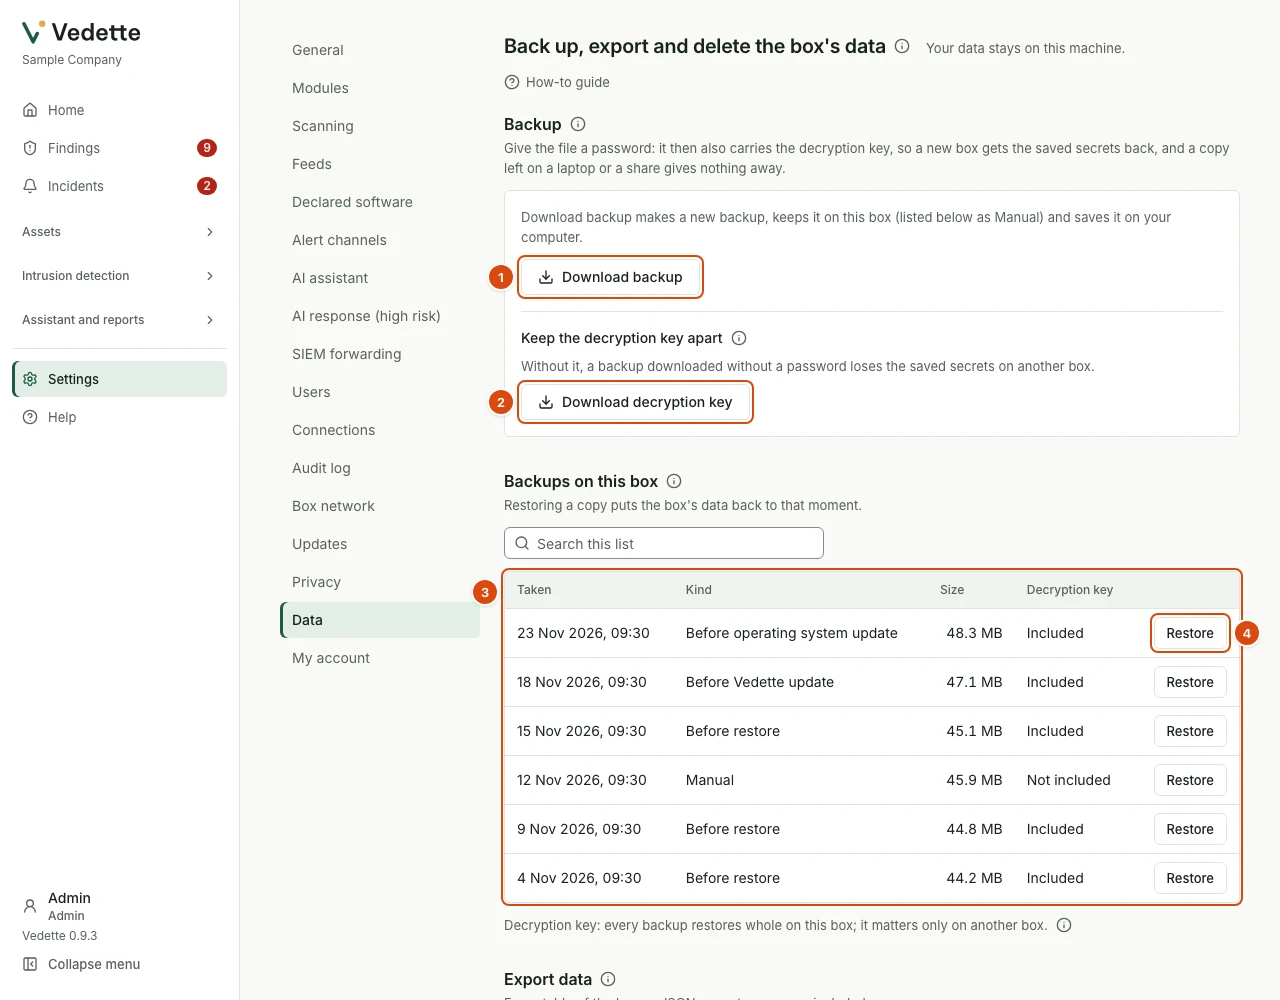 Vedette
Sample Company
Home
Findings 9
Incidents 2
Assets
Intrusion detection
Assistant and reports
Settings
Help
Admin
Admin
Vedette 0.9.3
Collapse menu
General
Modules
Scanning
Feeds
Declared software
Alert channels
AI assistant
AI response (high risk)
SIEM forwarding
Users
Connections
Audit log
Box network
Updates
Privacy
Data
My account
Back up, export and delete the box's data Your data stays on this machine.
How-to guide
Backup
Give the file a password: it then also carries the decryption key, so a new box gets the saved secrets back, and a copy
left on a laptop or a share gives nothing away.
Download backup makes a new backup, keeps it on this box (listed below as Manual) and saves it on your
computer.
1 Download backup
Keep the decryption key apart
Without it, a backup downloaded without a password loses the saved secrets on another box.
2 Download decryption key
Backups on this box
Restoring a copy puts the box's data back to that moment.
Search this list
3 Taken Kind Size Decryption key
23 Nov 2026, 09:30 Before operating system update 48.3 MB Included Restore 4
18 Nov 2026, 09:30 Before Vedette update 47.1 MB Included Restore
15 Nov 2026, 09:30 Before restore 45.1 MB Included Restore
12 Nov 2026, 09:30 Manual 45.9 MB Not included Restore
9 Nov 2026, 09:30 Before restore 44.8 MB Included Restore
4 Nov 2026, 09:30 Before restore 44.2 MB Included Restore
Decryption key: every backup restores whole on this box; it matters only on another box.
Export data